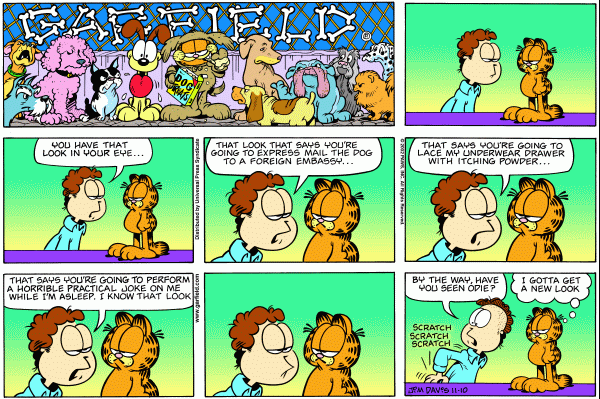 GARFIELD
YOU HAVE THAT
LOOK IN YOUR EYE...
Distributed by Universal Press Syndicate
THAT LOOK THAT SAYS YOU'RE
GOING TO EXPRESS MAIL THE DOG
TO A FOREIGN EMBASSY...
THAT SAYS YOU'RE GOING TO
LACE MY UNDERWEAR DRAWER
WITH ITCHING POWDER...
THAT SAYS YOU'RE GOING TO PERFORM
A HORRIBLE PRACTICAL JOKE ON ME
WHILE I'M ASLEEP. I KNOW THAT LOOK
www.garfield.com
BY THE WAY, HAVE
YOU SEEN ODIE?
I GOTTA GET
A NEW LOOK
SCRATCH
SCRATCH
SCRATCH
JIM DAVIS 11-10